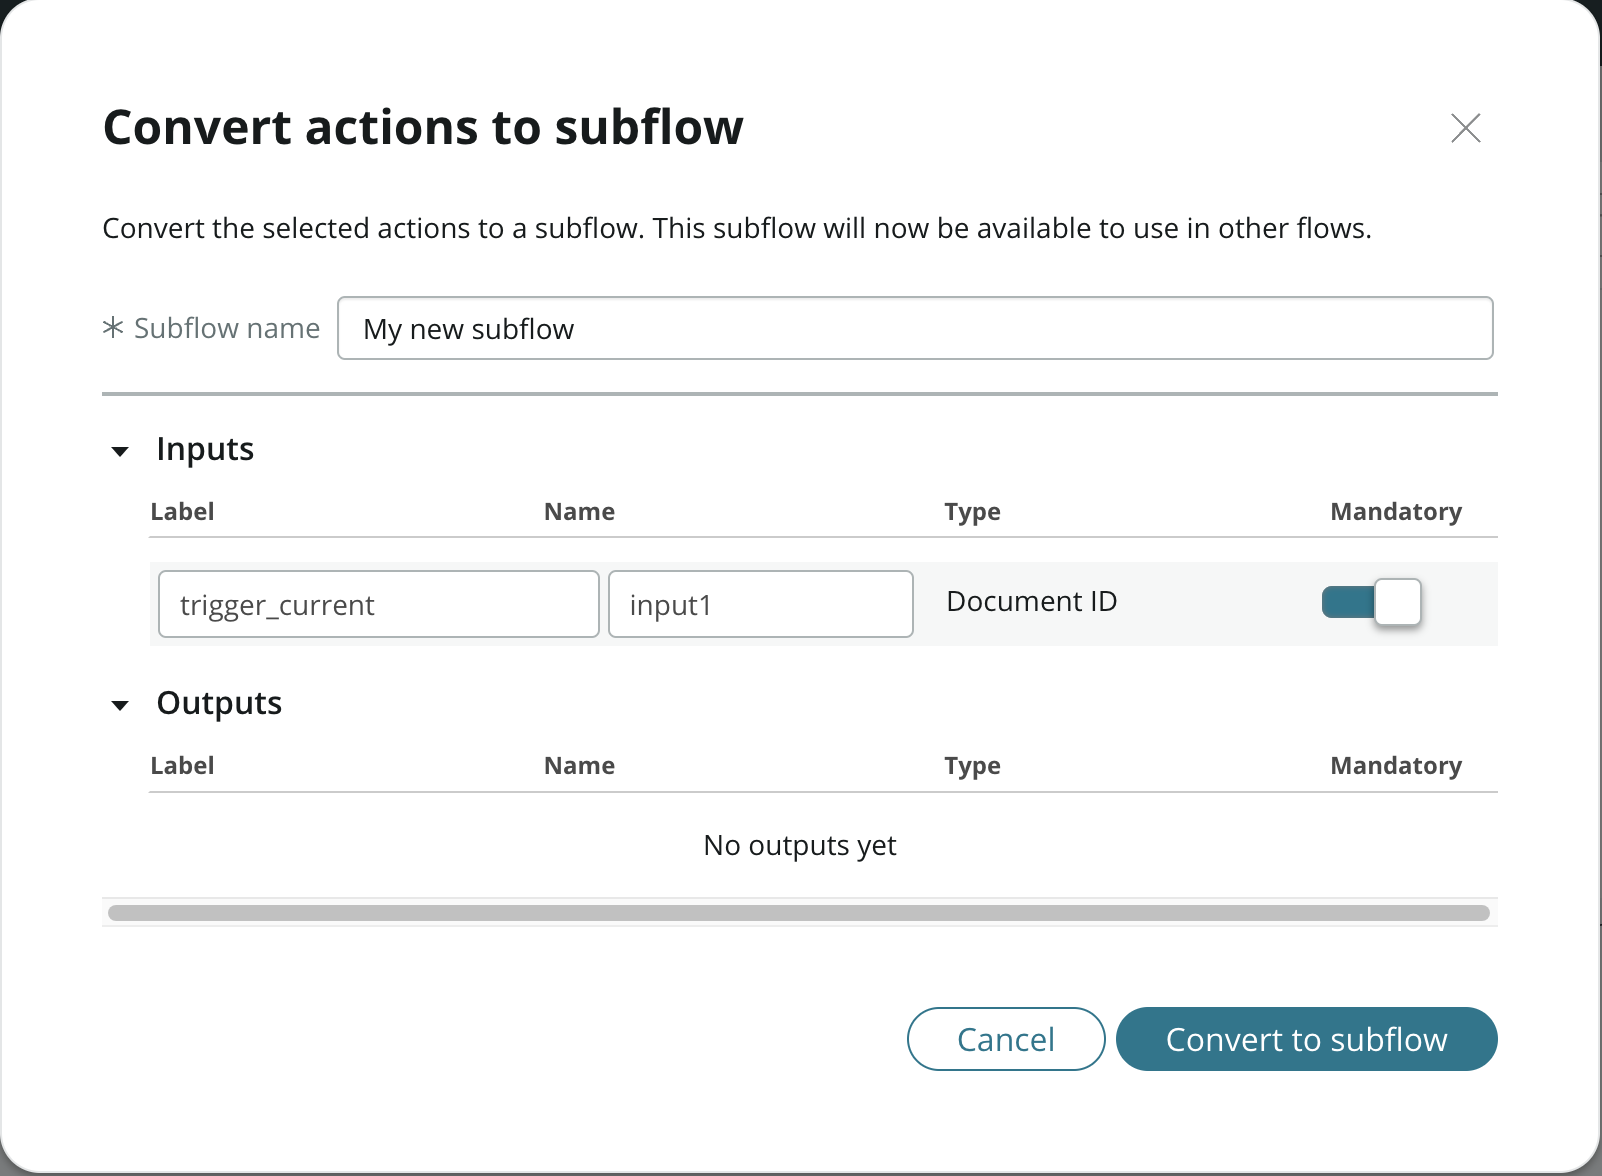 Convert actions to subflow
Convert the selected actions to a subflow. This subflow will now be available to use in other flows.
* Subflow name My new subflow
Inputs
Label Name Type Mandatory
trigger_current input1 Document ID
Outputs
Label Name Type Mandatory
No outputs yet
Cancel Convert to subflow